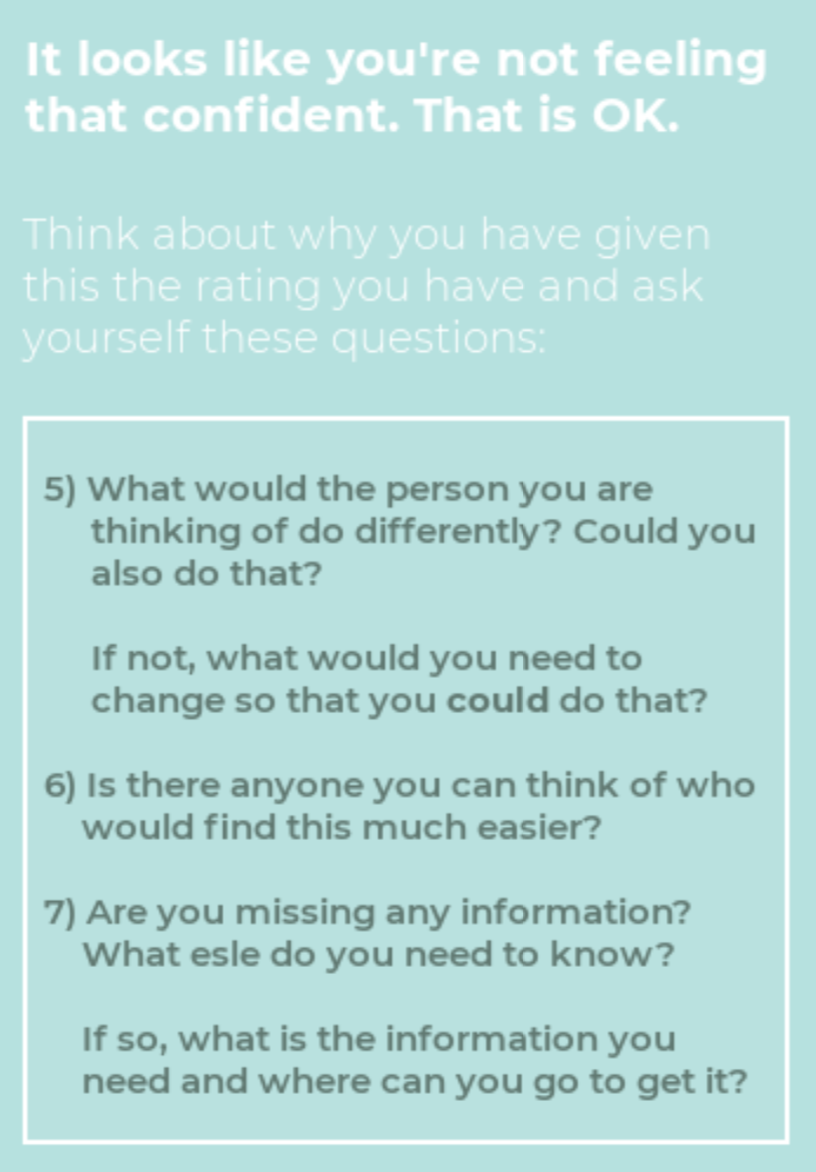 It looks like you're not feeling
that confident. That is OK.
Think about why you have given
this the rating you have and ask
yourself these questions:
5) What would the person you are
thinking of do differently? Could you
also do that?
If not, what would you need to
change so that you could do that?
6) Is there anyone you can think of who
would find this much easier?
7) Are you missing any information?
What esle do you need to know?
If so, what is the information you
need and where can you go to get it?